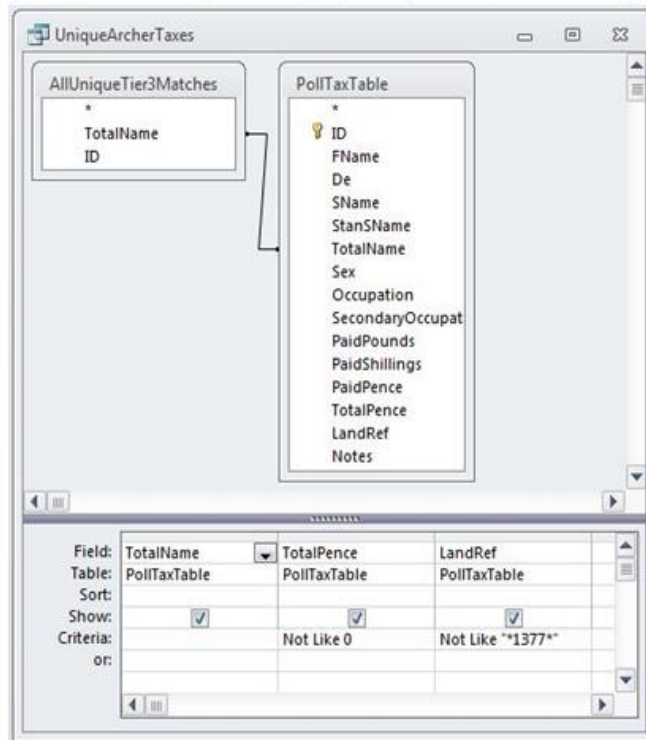 UniqueArcherTaxes
AllUniqueTier3Matches
*
TotalName
ID
PollTaxTable
*
ID
FName
De
SName
StanSName
TotalName
Sex
Occupation
SecondaryOccupat
PaidPounds
PaidShillings
PaidPence
TotalPence
LandRef
Notes
Field: TotalName TotalPence LandRef
Table: PollTaxTable PollTaxTable PollTaxTable
Sort:
Show:
Criteria: Not Like 0 Not Like "*1377*"
or: